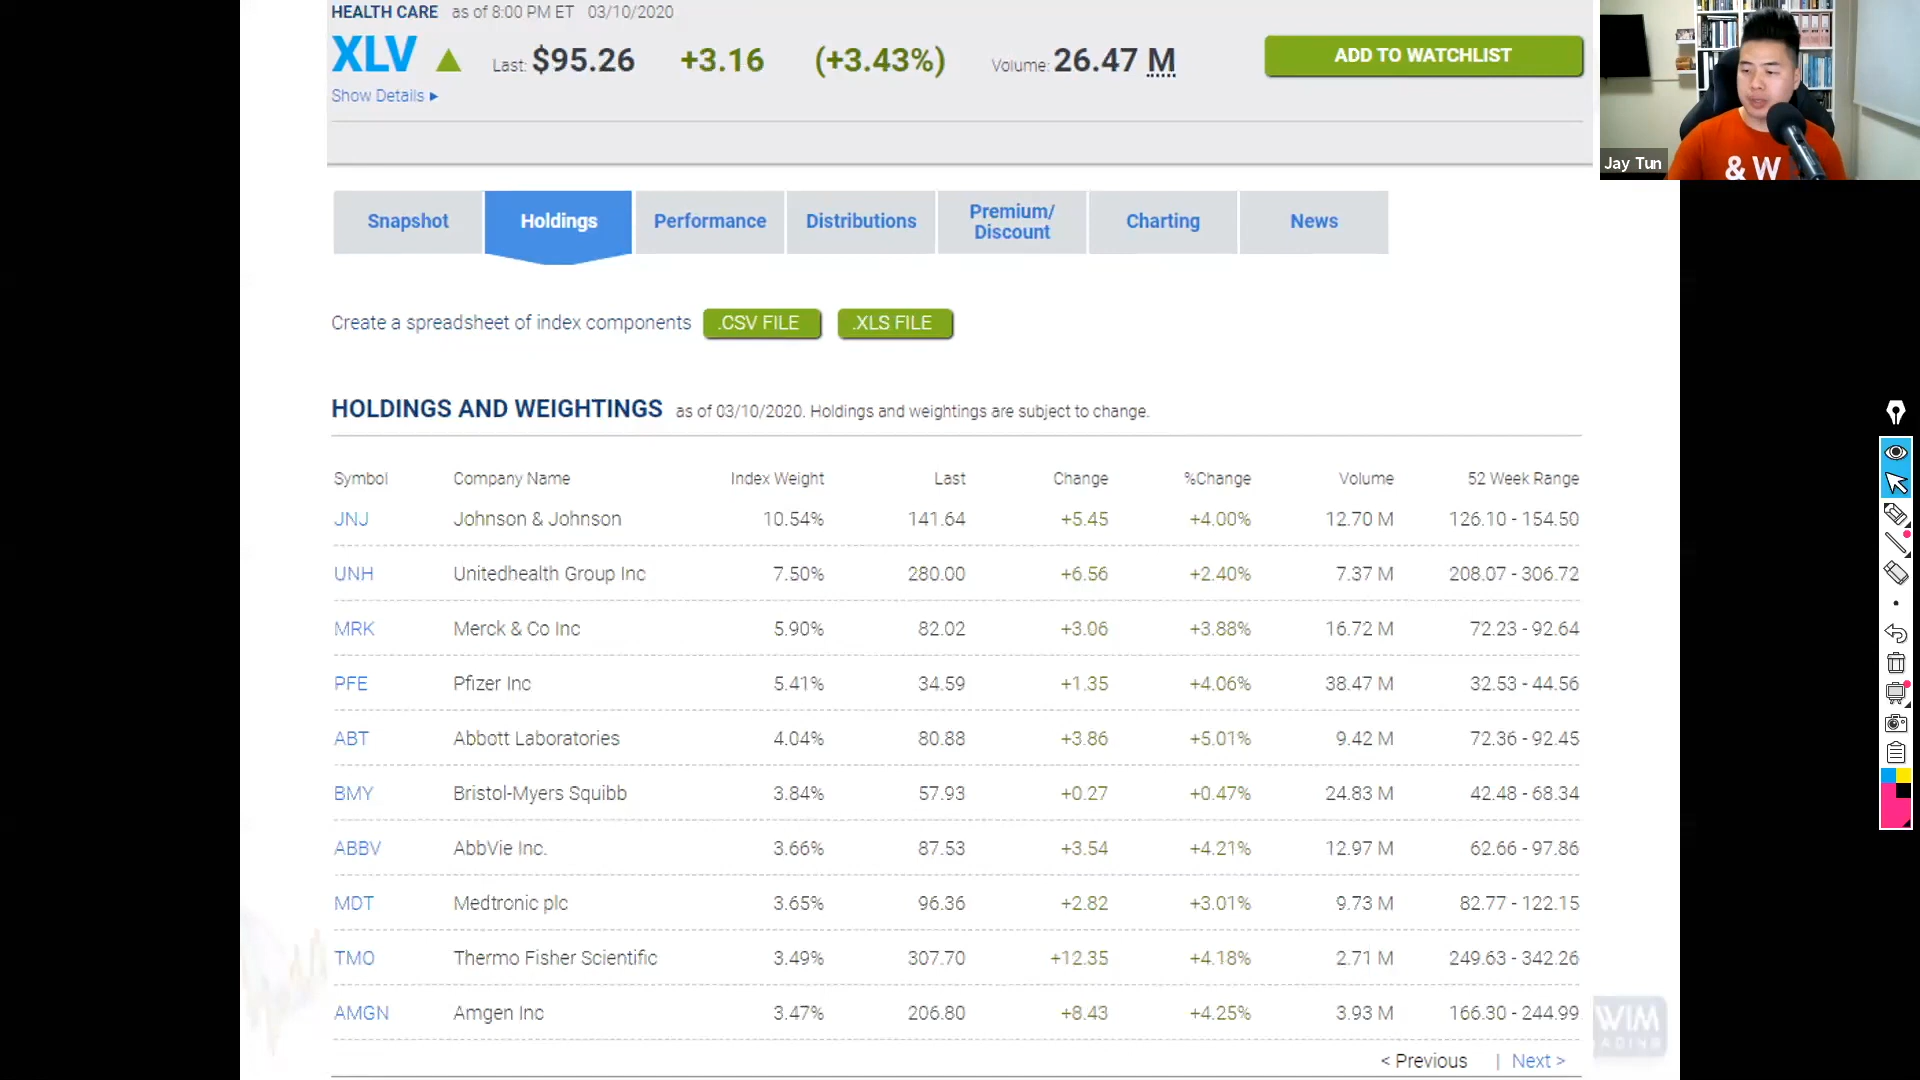 HEALTH CARE as of 8:00 PM ET 03/10/2020
XLV ▲ Last: $95.26 +3.16 (+3.43%) Volume: 26.47 M ADD TO WATCHLIST
Show Details ▸
Jay Tun
& W
Snapshot Holdings Performance Distributions Premium/ Discount Charting News
Create a spreadsheet of index components .CSV FILE .XLS FILE
HOLDINGS AND WEIGHTINGS as of 03/10/2020. Holdings and weightings are subject to change.
Symbol Company Name Index Weight Last Change %Change Volume 52 Week Range
JNJ Johnson & Johnson 10.54% 141.64 +5.45 +4.00% 12.70 M 126.10 - 154.50
UNH Unitedhealth Group Inc 7.50% 280.00 +6.56 +2.40% 7.37 M 208.07 - 306.72
MRK Merck & Co Inc 5.90% 82.02 +3.06 +3.88% 16.72 M 72.23 - 92.64
PFE Pfizer Inc 5.41% 34.59 +1.35 +4.06% 38.47 M 32.53 - 44.56
ABT Abbott Laboratories 4.04% 80.88 +3.86 +5.01% 9.42 M 72.36 - 92.45
BMY Bristol-Myers Squibb 3.84% 57.93 +0.27 +0.47% 24.83 M 42.48 - 68.34
ABBV AbbVie Inc. 3.66% 87.53 +3.54 +4.21% 12.97 M 62.66 - 97.86
MDT Medtronic plc 3.65% 96.36 +2.82 +3.01% 9.73 M 82.77 - 122.15
TMO Thermo Fisher Scientific 3.49% 307.70 +12.35 +4.18% 2.71 M 249.63 - 342.26
AMGN Amgen Inc 3.47% 206.80 +8.43 +4.25% 3.93 M 166.30 - 244.99
WIM
ADING
< Previous | Next >